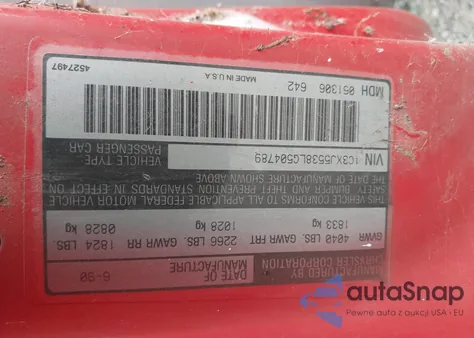 MANUFACTURED BY
CHRYSLER CORPORATION
DATE OF MANUFACTURE
6-90
GVWR 4040 LBS. GAWR FRT 2266 LBS. GAWR RR 1824 LBS.
1833 kg 1028 kg 0828 kg
THIS VEHICLE CONFORMS TO ALL APPLICABLE FEDERAL MOTOR VEHICLE
SAFETY, BUMPER, AND THEFT PREVENTION STANDARDS IN EFFECT ON
THE DATE OF MANUFACTURE SHOWN ABOVE
VIN 1C3XJ5538LG504789
VEHICLE TYPE
PASSENGER CAR
MDH 051306 642
MADE IN U.S.A.
4527497
autoSnap
Pewne auta z aukcji USA i EU